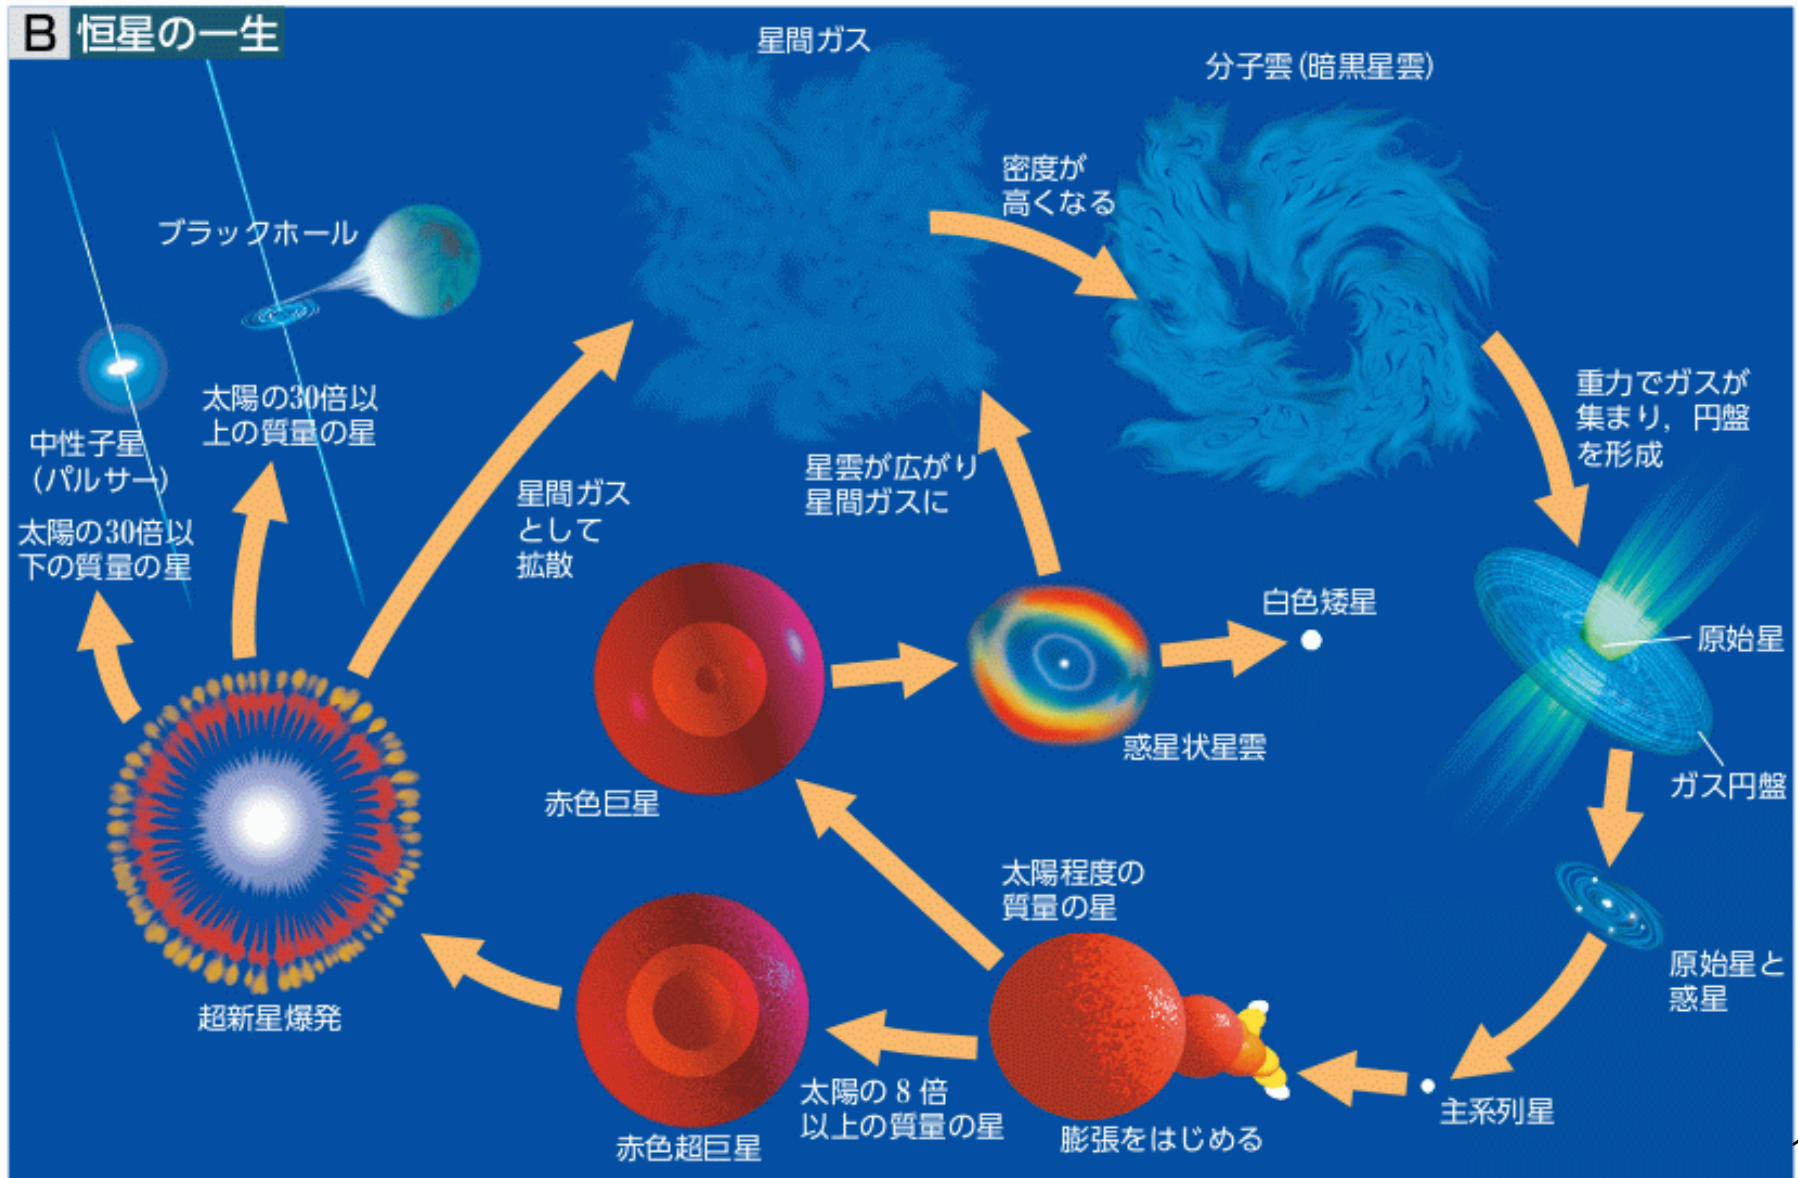 B 恒星の一生
星間ガス
分子雲(暗黒星雲)
密度が
高くなる
ブラックホール
太陽の30倍以
上の質量の星
中性子星
(パルサー)
太陽の30倍以
下の質量の星
星間ガス
として
拡散
星雲が広がり
星間ガスに
重力でガスが
集まり，円盤
を形成
原始星
ガス円盤
白色矮星
惑星状星雲
赤色巨星
太陽程度の
質量の星
原始星と
惑星
主系列星
膨張をはじめる
太陽の8倍
以上の質量の星
赤色超巨星
超新星爆発